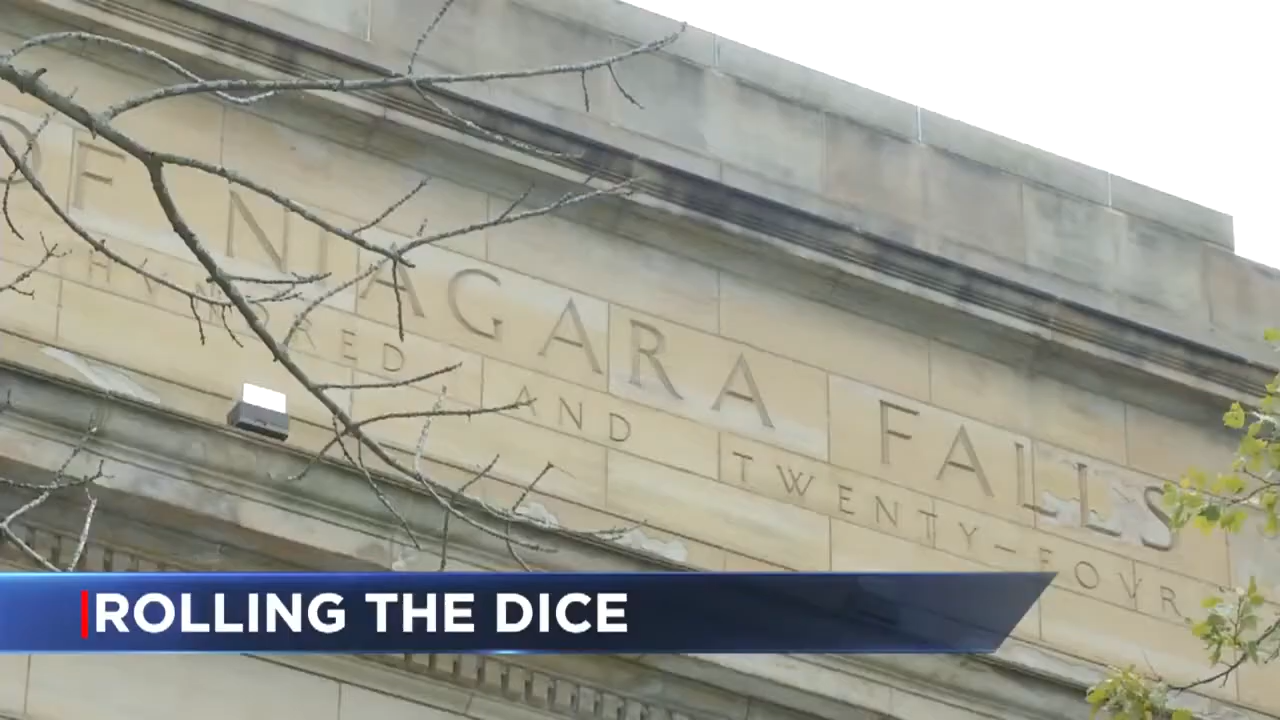 OF NIAGARA FALLS
HVNDRED AND TWENTY-FOVR
ROLLING THE DICE